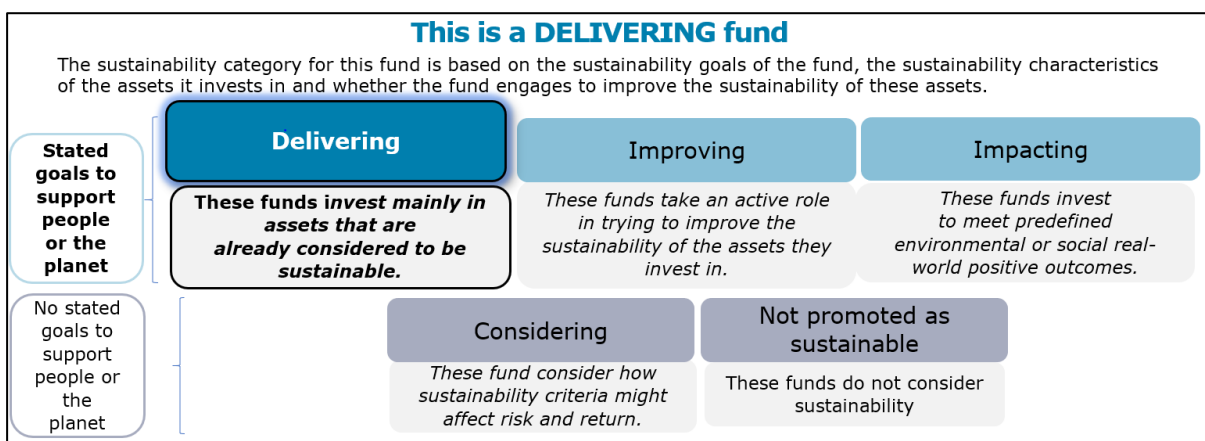 This is a DELIVERING fund
The sustainability category for this fund is based on the sustainability goals of the fund, the sustainability characteristics
of the assets it invests in and whether the fund engages to improve the sustainability of these assets.
Stated
goals to
support
people
or the
planet
Delivering
These funds invest mainly in
assets that are
already considered to be
sustainable.
Improving
These funds take an active role
in trying to improve the
sustainability of the assets they
invest in.
Impacting
These funds invest
to meet predefined
environmental or social real-
world positive outcomes.
No stated
goals to
support
people or
the
planet
Considering
These fund consider how
sustainability criteria might
affect risk and return.
Not promoted as
sustainable
These funds do not consider
sustainability